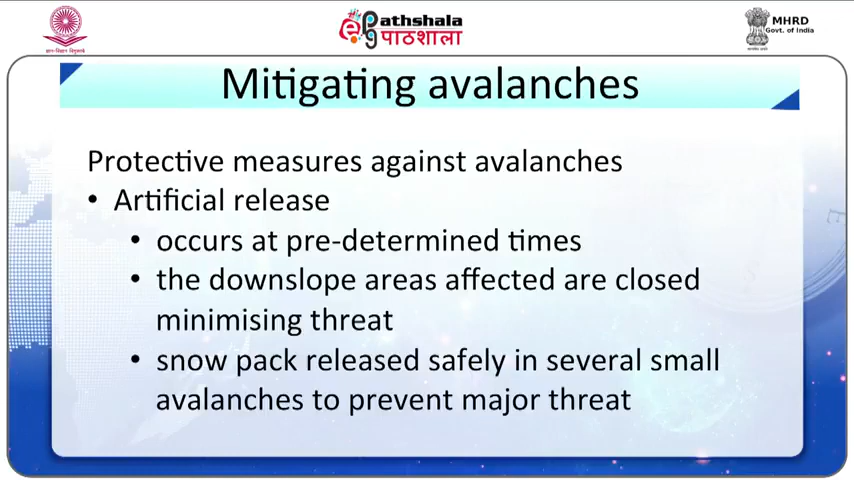 Pathshala
पाठशाला
MHRD
Govt. of India
Mitigating avalanches
Protective measures against avalanches
• Artificial release
• occurs at pre-determined times
• the downslope areas affected are closed
minimising threat
• snow pack released safely in several small
avalanches to prevent major threat